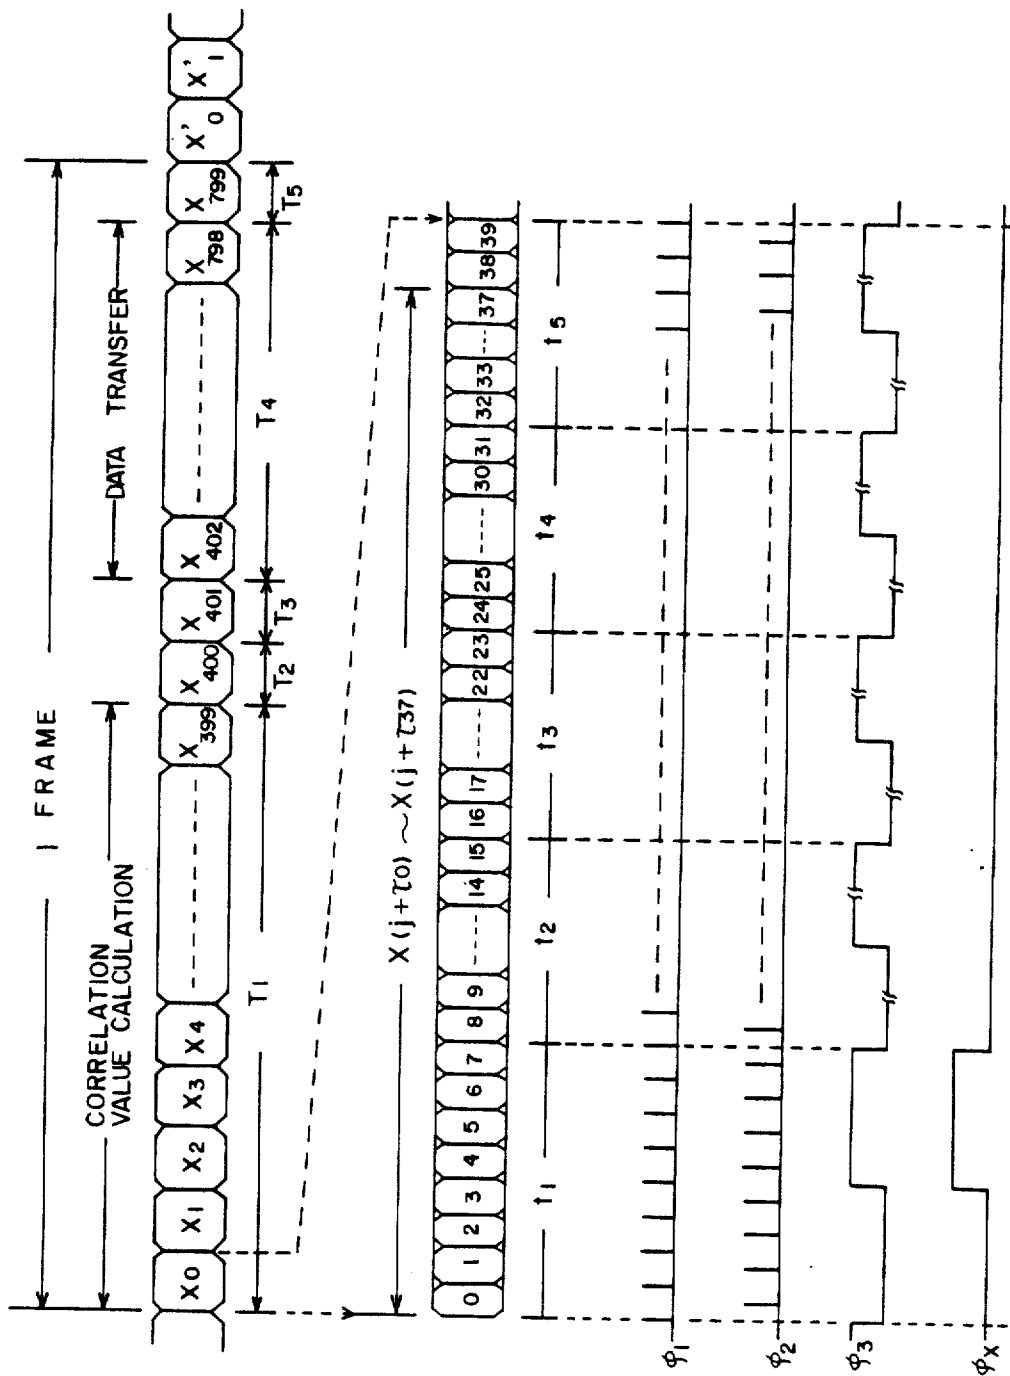 1 FRAME
CORRELATION
VALUE CALCULATION
DATA TRANSFER
X0 X1 X2 X3 X4 X399 X400 X401 X402 X798 X799 X'0 X'1
T1 T2 T3 T4 T5
X(j+τ0)~X(j+τ37)
0 1 2 3 4 5 6 7 8 9 14 15 16 17 22 23 24 25 30 31 32 33 37 38 39
t1 t2 t3 t4 t5
φ1
φ2
φ3
φX